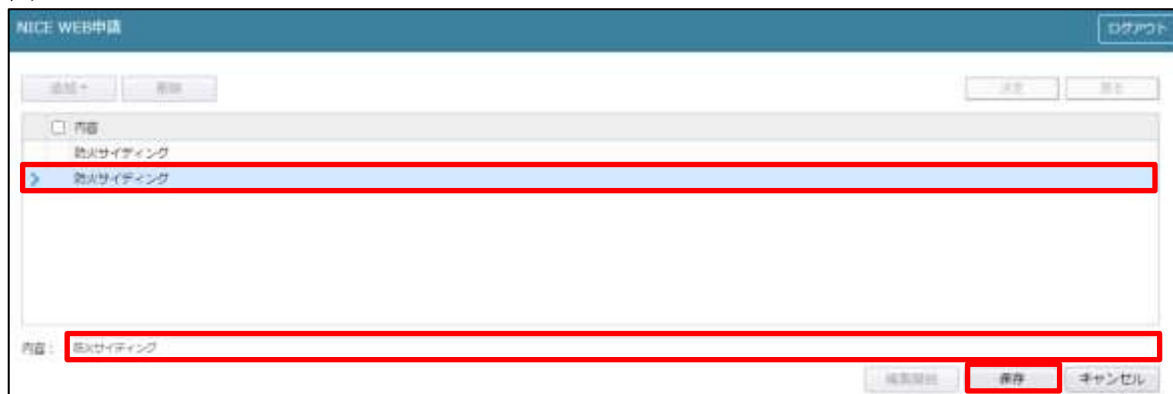 NICE WEB申請
ログアウト
追加 削除
決定 戻る
内容
防火サイディング
防火サイディング
内容: 防火サイディング
編集開始 保存 キャンセル